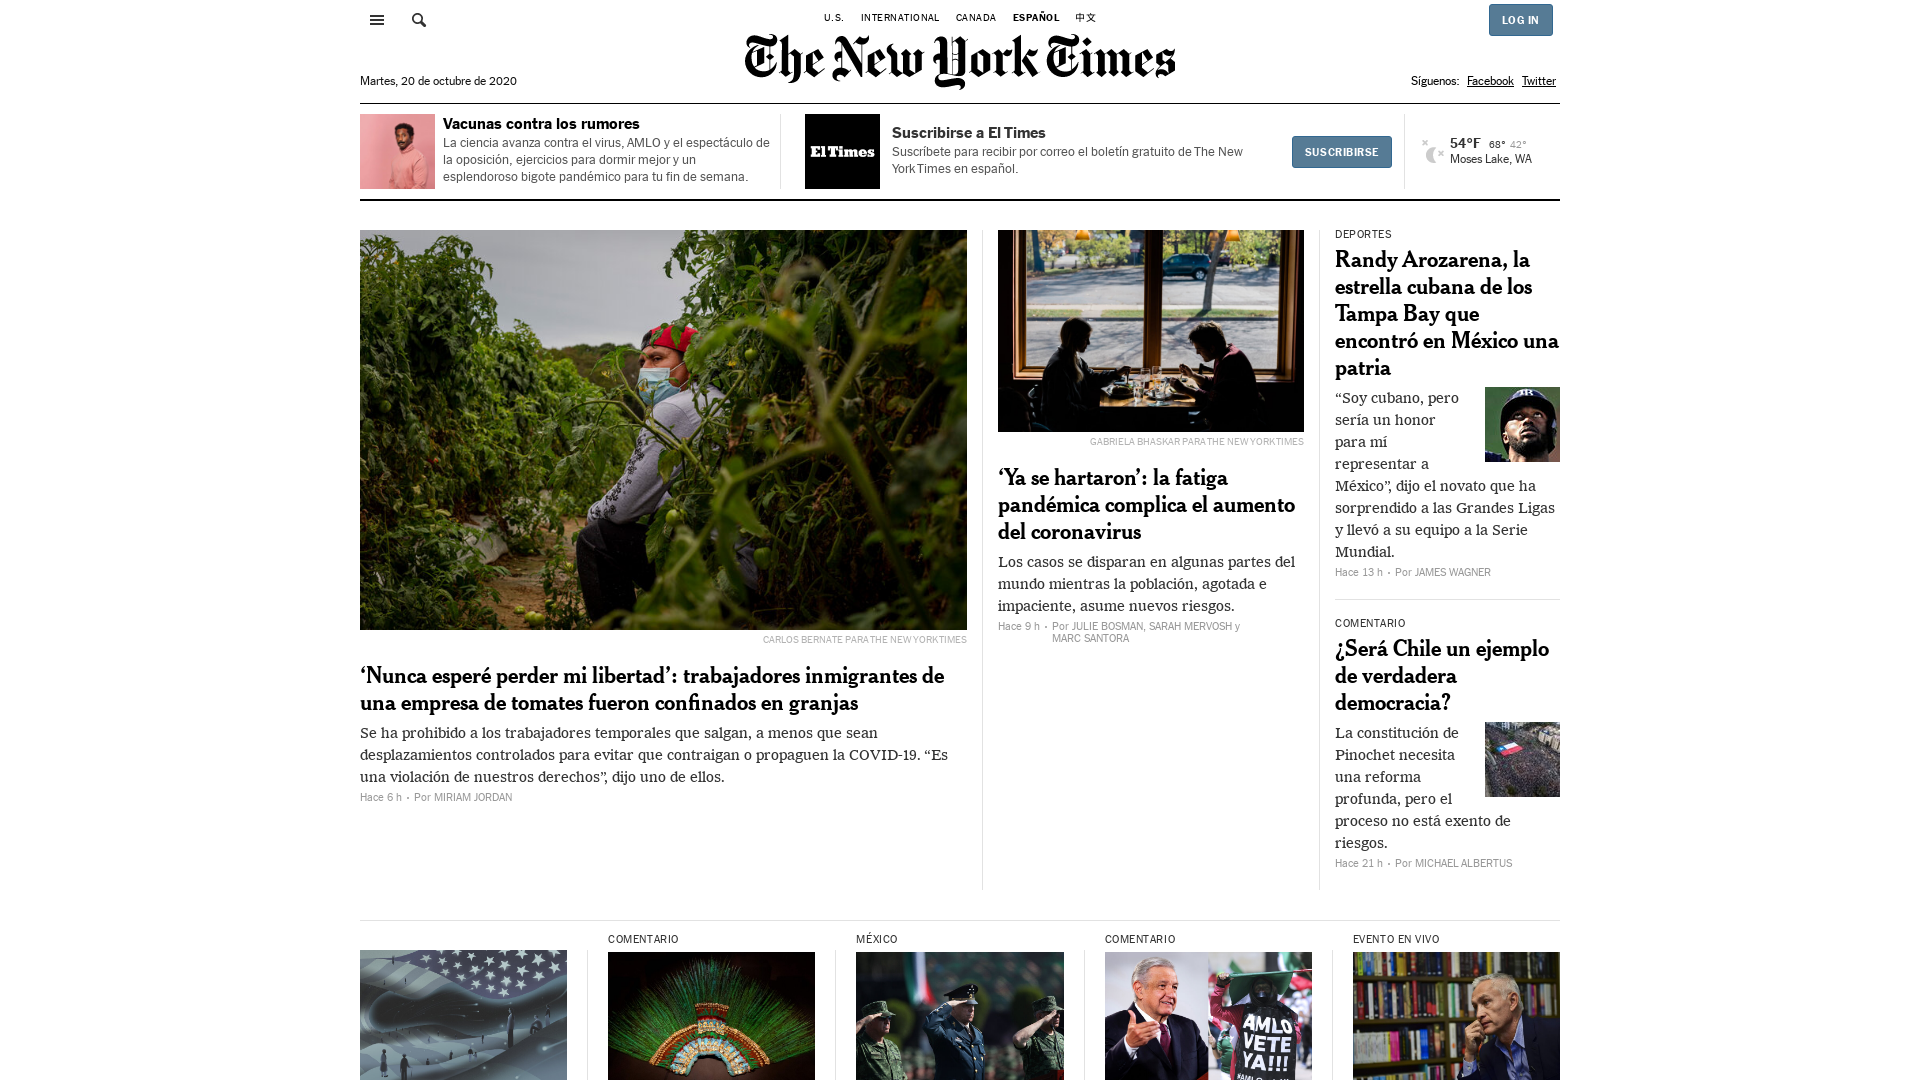 U.S. INTERNATIONAL CANADA ESPAÑOL 中文
LOG IN
The New York Times
Martes, 20 de octubre de 2020
Síguenos: Facebook Twitter
Vacunas contra los rumores
La ciencia avanza contra el virus, AMLO y el espectáculo de
la oposición, ejercicios para dormir mejor y un
esplendoroso bigote pandémico para tu fin de semana.
El Times
Suscribirse a El Times
Suscríbete para recibir por correo el boletín gratuito de The New
York Times en español.
SUSCRIBIRSE
54°F 68° 42°
Moses Lake, WA
CARLOS BERNATE PARA THE NEW YORK TIMES
‘Nunca esperé perder mi libertad’: trabajadores inmigrantes de
una empresa de tomates fueron confinados en granjas
Se ha prohibido a los trabajadores temporales que salgan, a menos que sean
desplazamientos controlados para evitar que contraigan o propaguen la COVID-19. “Es
una violación de nuestros derechos”, dijo uno de ellos.
Hace 6 h • Por MIRIAM JORDAN
GABRIELA BHASKAR PARA THE NEW YORK TIMES
‘Ya se hartaron’: la fatiga
pandémica complica el aumento
del coronavirus
Los casos se disparan en algunas partes del
mundo mientras la población, agotada e
impaciente, asume nuevos riesgos.
Hace 9 h • Por JULIE BOSMAN, SARAH MERVOSH y
MARC SANTORA
DEPORTES
Randy Arozarena, la
estrella cubana de los
Tampa Bay que
encontró en México una
patria
“Soy cubano, pero
sería un honor
para mí
representar a
México”, dijo el novato que ha
sorprendido a las Grandes Ligas
y llevó a su equipo a la Serie
Mundial.
Hace 13 h • Por JAMES WAGNER
COMENTARIO
¿Será Chile un ejemplo
de verdadera
democracia?
La constitución de
Pinochet necesita
una reforma
profunda, pero el
proceso no está exento de
riesgos.
Hace 21 h • Por MICHAEL ALBERTUS
COMENTARIO
MÉXICO
COMENTARIO
AMLO
VETE
YA!!!
EVENTO EN VIVO